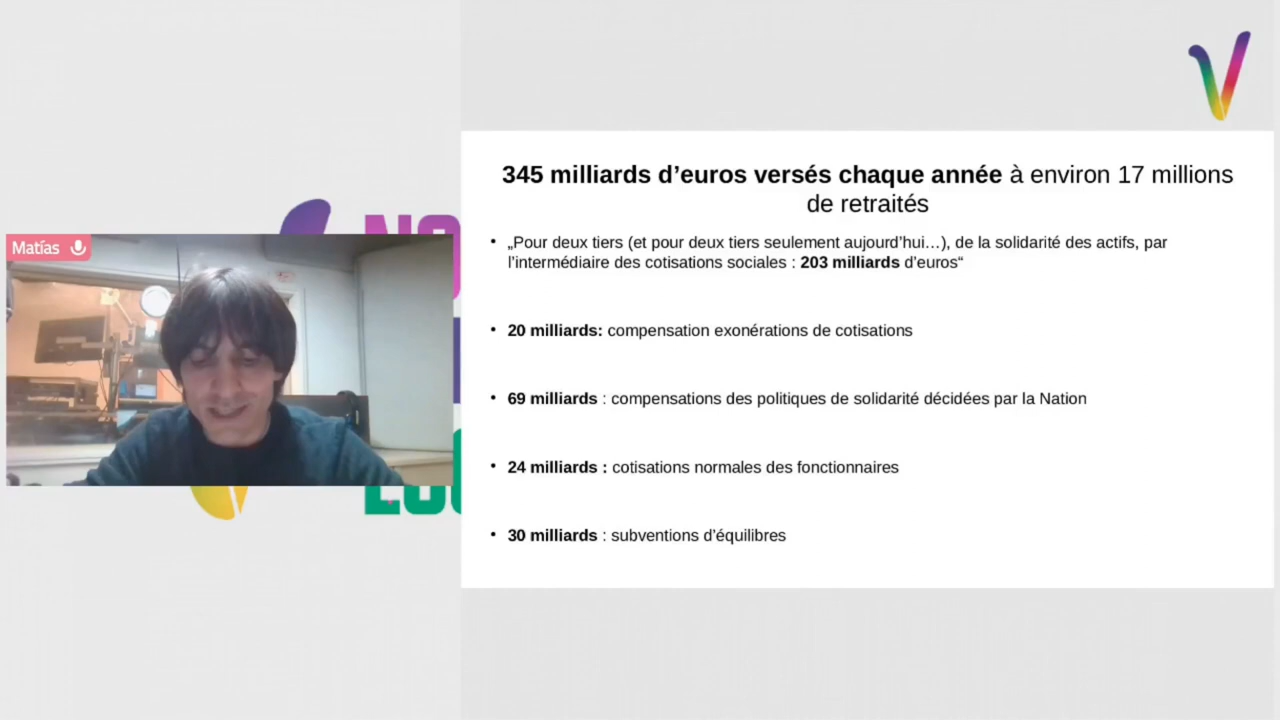 345 milliards d’euros versés chaque année à environ 17 millions
de retraités
• „Pour deux tiers (et pour deux tiers seulement aujourd’hui…), de la solidarité des actifs, par
l’intermédiaire des cotisations sociales : 203 milliards d’euros“
Matías
• 20 milliards: compensation exonérations de cotisations
• 69 milliards : compensations des politiques de solidarité décidées par la Nation
• 24 milliards : cotisations normales des fonctionnaires
• 30 milliards : subventions d’équilibres